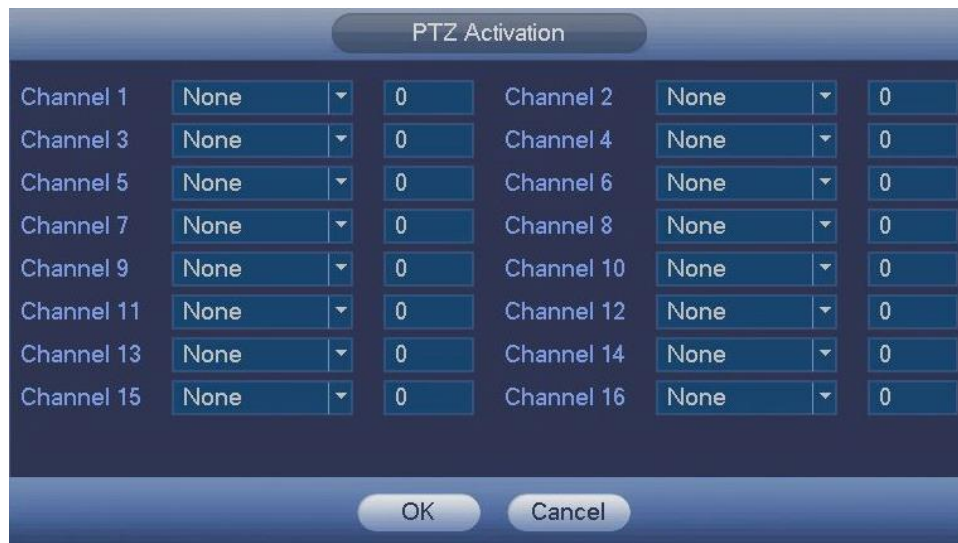 PTZ Activation
Channel 1 None 0 Channel 2 None 0
Channel 3 None 0 Channel 4 None 0
Channel 5 None 0 Channel 6 None 0
Channel 7 None 0 Channel 8 None 0
Channel 9 None 0 Channel 10 None 0
Channel 11 None 0 Channel 12 None 0
Channel 13 None 0 Channel 14 None 0
Channel 15 None 0 Channel 16 None 0
OK Cancel